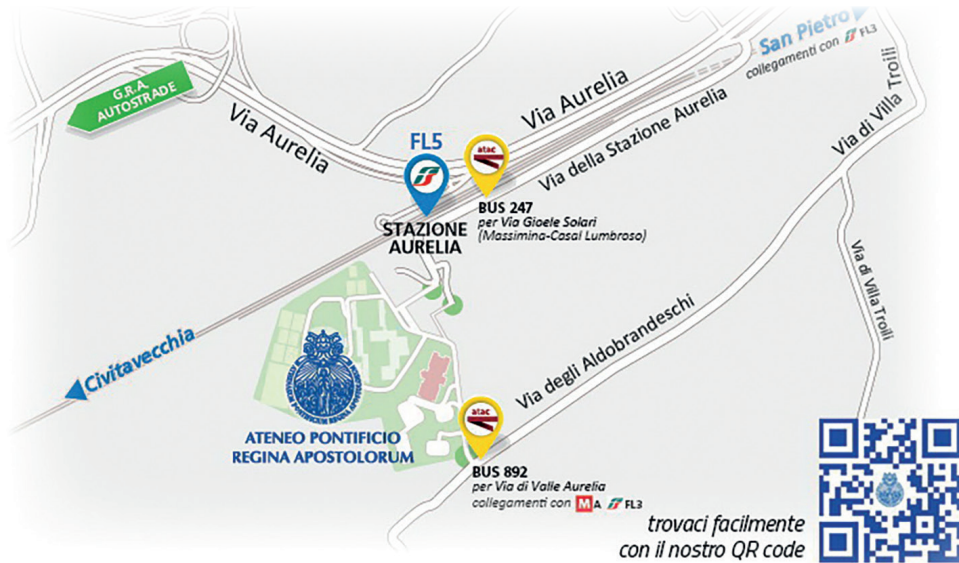 San Pietro
collegamenti con FL3
G.R.A.
AUTOSTRADE
Via Aurelia
Via Aurelia
Via della Stazione Aurelia
Via di Villa Troili
FL5
atac
STAZIONE
AURELIA
BUS 247
per Via Gioele Solari
(Massimina-Casal Lumbroso)
Via di Villa Troili
Civitavecchia
Via degli Aldobrandeschi
ATENEO PONTIFICIO
REGINA APOSTOLORUM
atac
BUS 892
per Via di Valle Aurelia
collegamenti con M A FL3
trovaci facilmente
con il nostro QR code